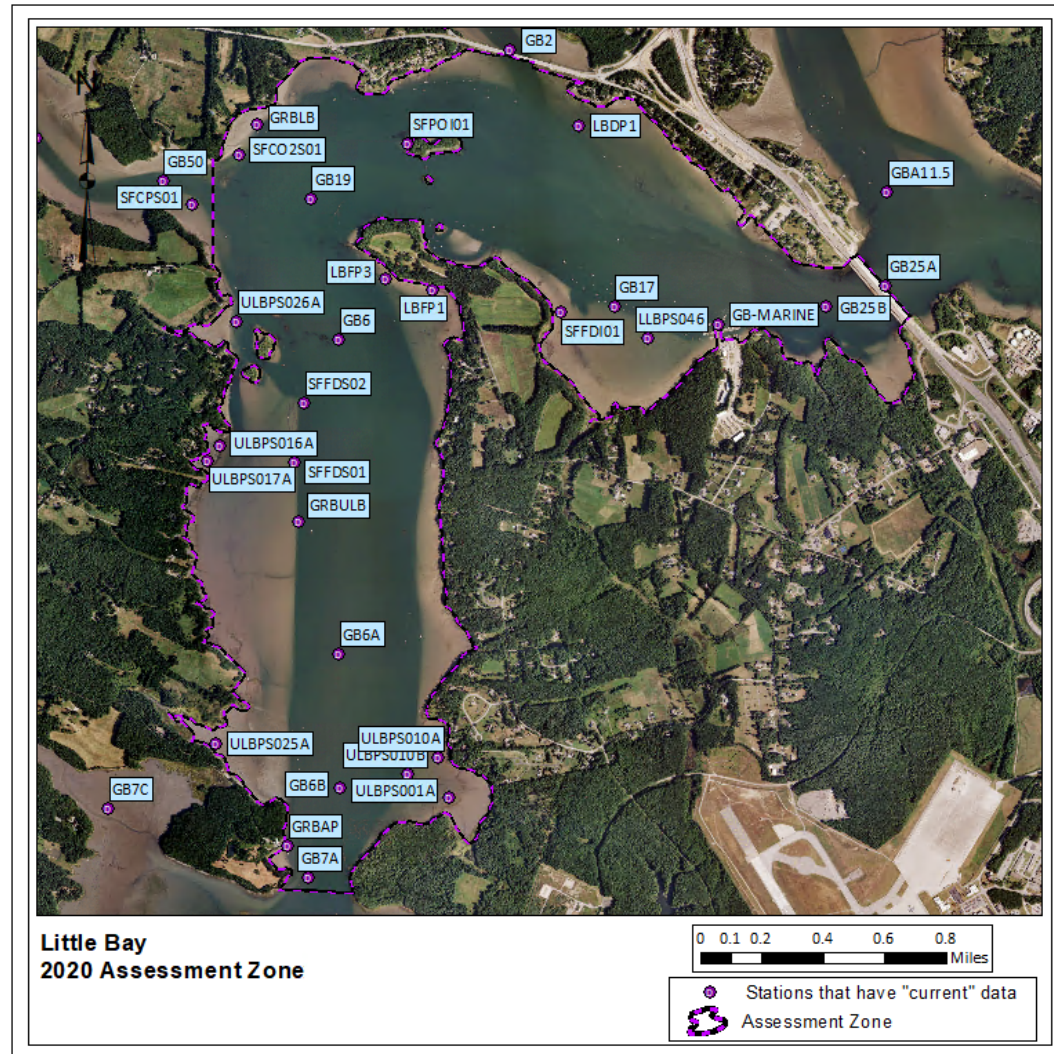 GB2
N
GRBLB
SFPOI01
LBDP1
SFCO2S01
GB50
GB19
GBA11.5
SFCPS01
LBFP3
GB25A
LBFP1
GB17
ULBPS026A
GB6
SFFDI01
LLBPS046
GB-MARINE
GB25B
SFFDS02
ULBPS016A
ULBPS017A
SFFDS01
GRBULB
GB6A
ULBPS010A
ULBPS025A
ULBPS010B
GB7C
GB6B
ULBPS001A
GRBAP
GB7A
Little Bay
2020 Assessment Zone
0 0.1 0.2 0.4 0.6 0.8
Miles
D Stations that have "current" data
Assessment Zone